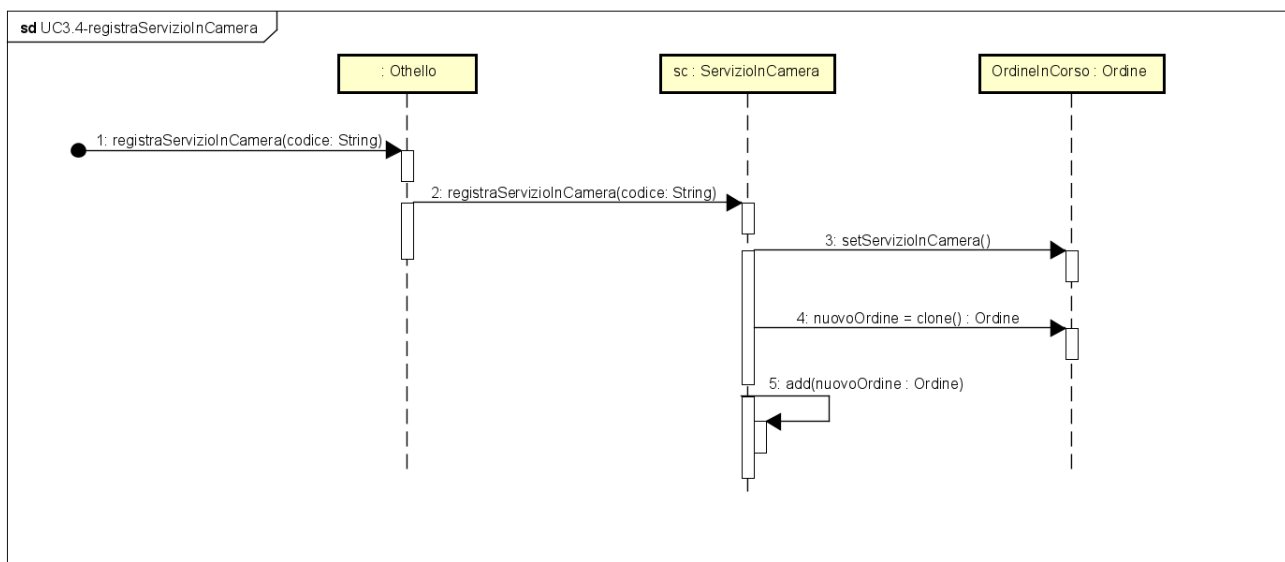 sd UC3.4-registraServizioInCamera
: Othello
sc : ServizioInCamera
OrdineInCorso : Ordine
1: registraServizioInCamera(codice: String)
2: registraServizioInCamera(codice: String)
3: setServizioInCamera()
4: nuovoOrdine = clone() : Ordine
5: add(nuovoOrdine : Ordine)